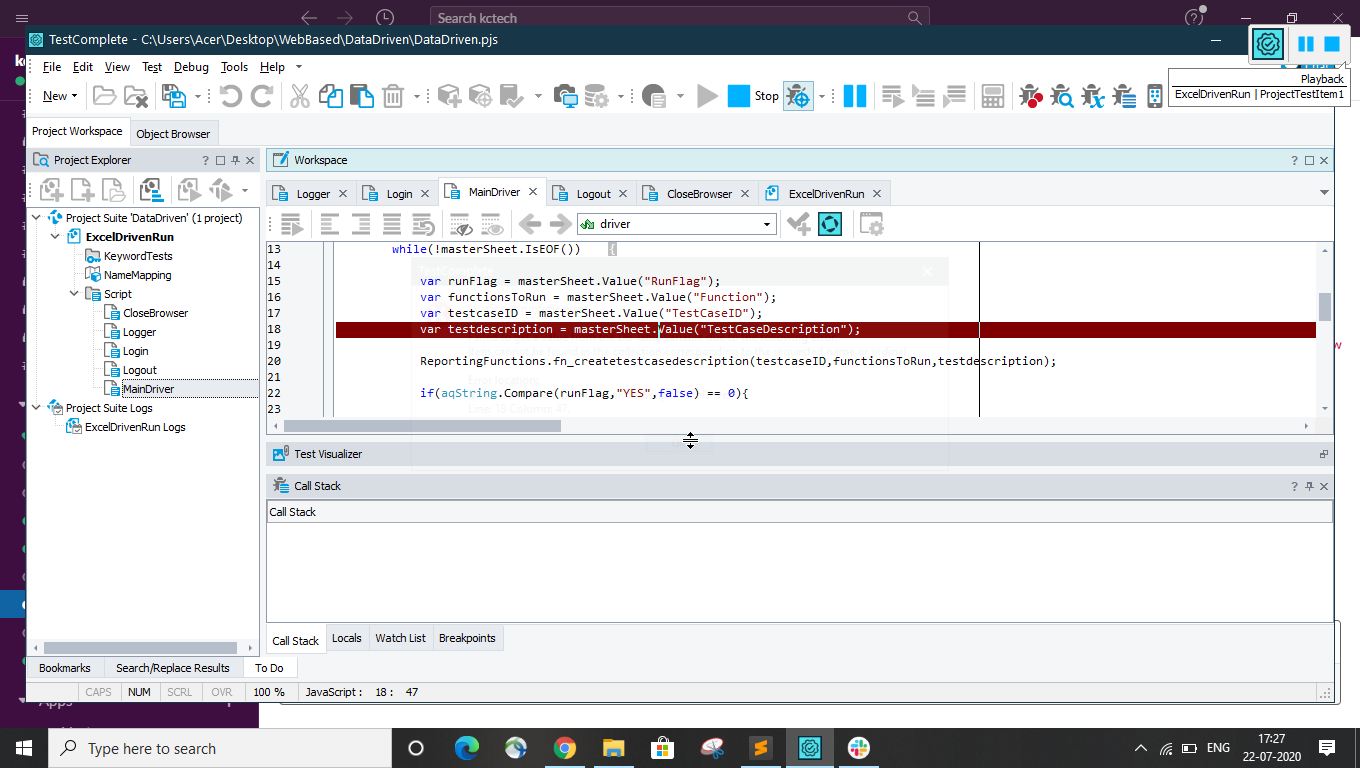 Search kctech
TestComplete - C:\Users\Acer\Desktop\WebBased\DataDriven\DataDriven.pjs
File Edit View Test Debug Tools Help
New Stop
Playback
ExcelDrivenRun | ProjectTestItem1
Project Workspace Object Browser
Project Explorer
Workspace
Logger Login MainDriver Logout CloseBrowser ExcelDrivenRun
driver
Project Suite 'DataDriven' (1 project)
ExcelDrivenRun
KeywordTests
NameMapping
Script
CloseBrowser
Logger
Login
Logout
MainDriver
Project Suite Logs
ExcelDrivenRun Logs
13 while(!masterSheet.IsEOF()) {
14
15 var runFlag = masterSheet.Value("RunFlag");
16 var functionsToRun = masterSheet.Value("Function");
17 var testcaseID = masterSheet.Value("TestCaseID");
18 var testdescription = masterSheet.Value("TestCaseDescription");
19
20 ReportingFunctions.fn_createtestcasedescription(testcaseID,functionsToRun,testdescription);
21
22 if(aqString.Compare(runFlag,"YES",false) == 0){
23
Line: 18 Column: 47.
Test Visualizer
Call Stack
Call Stack
Call Stack Locals Watch List Breakpoints
Bookmarks Search/Replace Results To Do
CAPS NUM SCRL OVR 100 % JavaScript : 18 : 47
Apps
Type here to search
ENG
17:27
22-07-2020